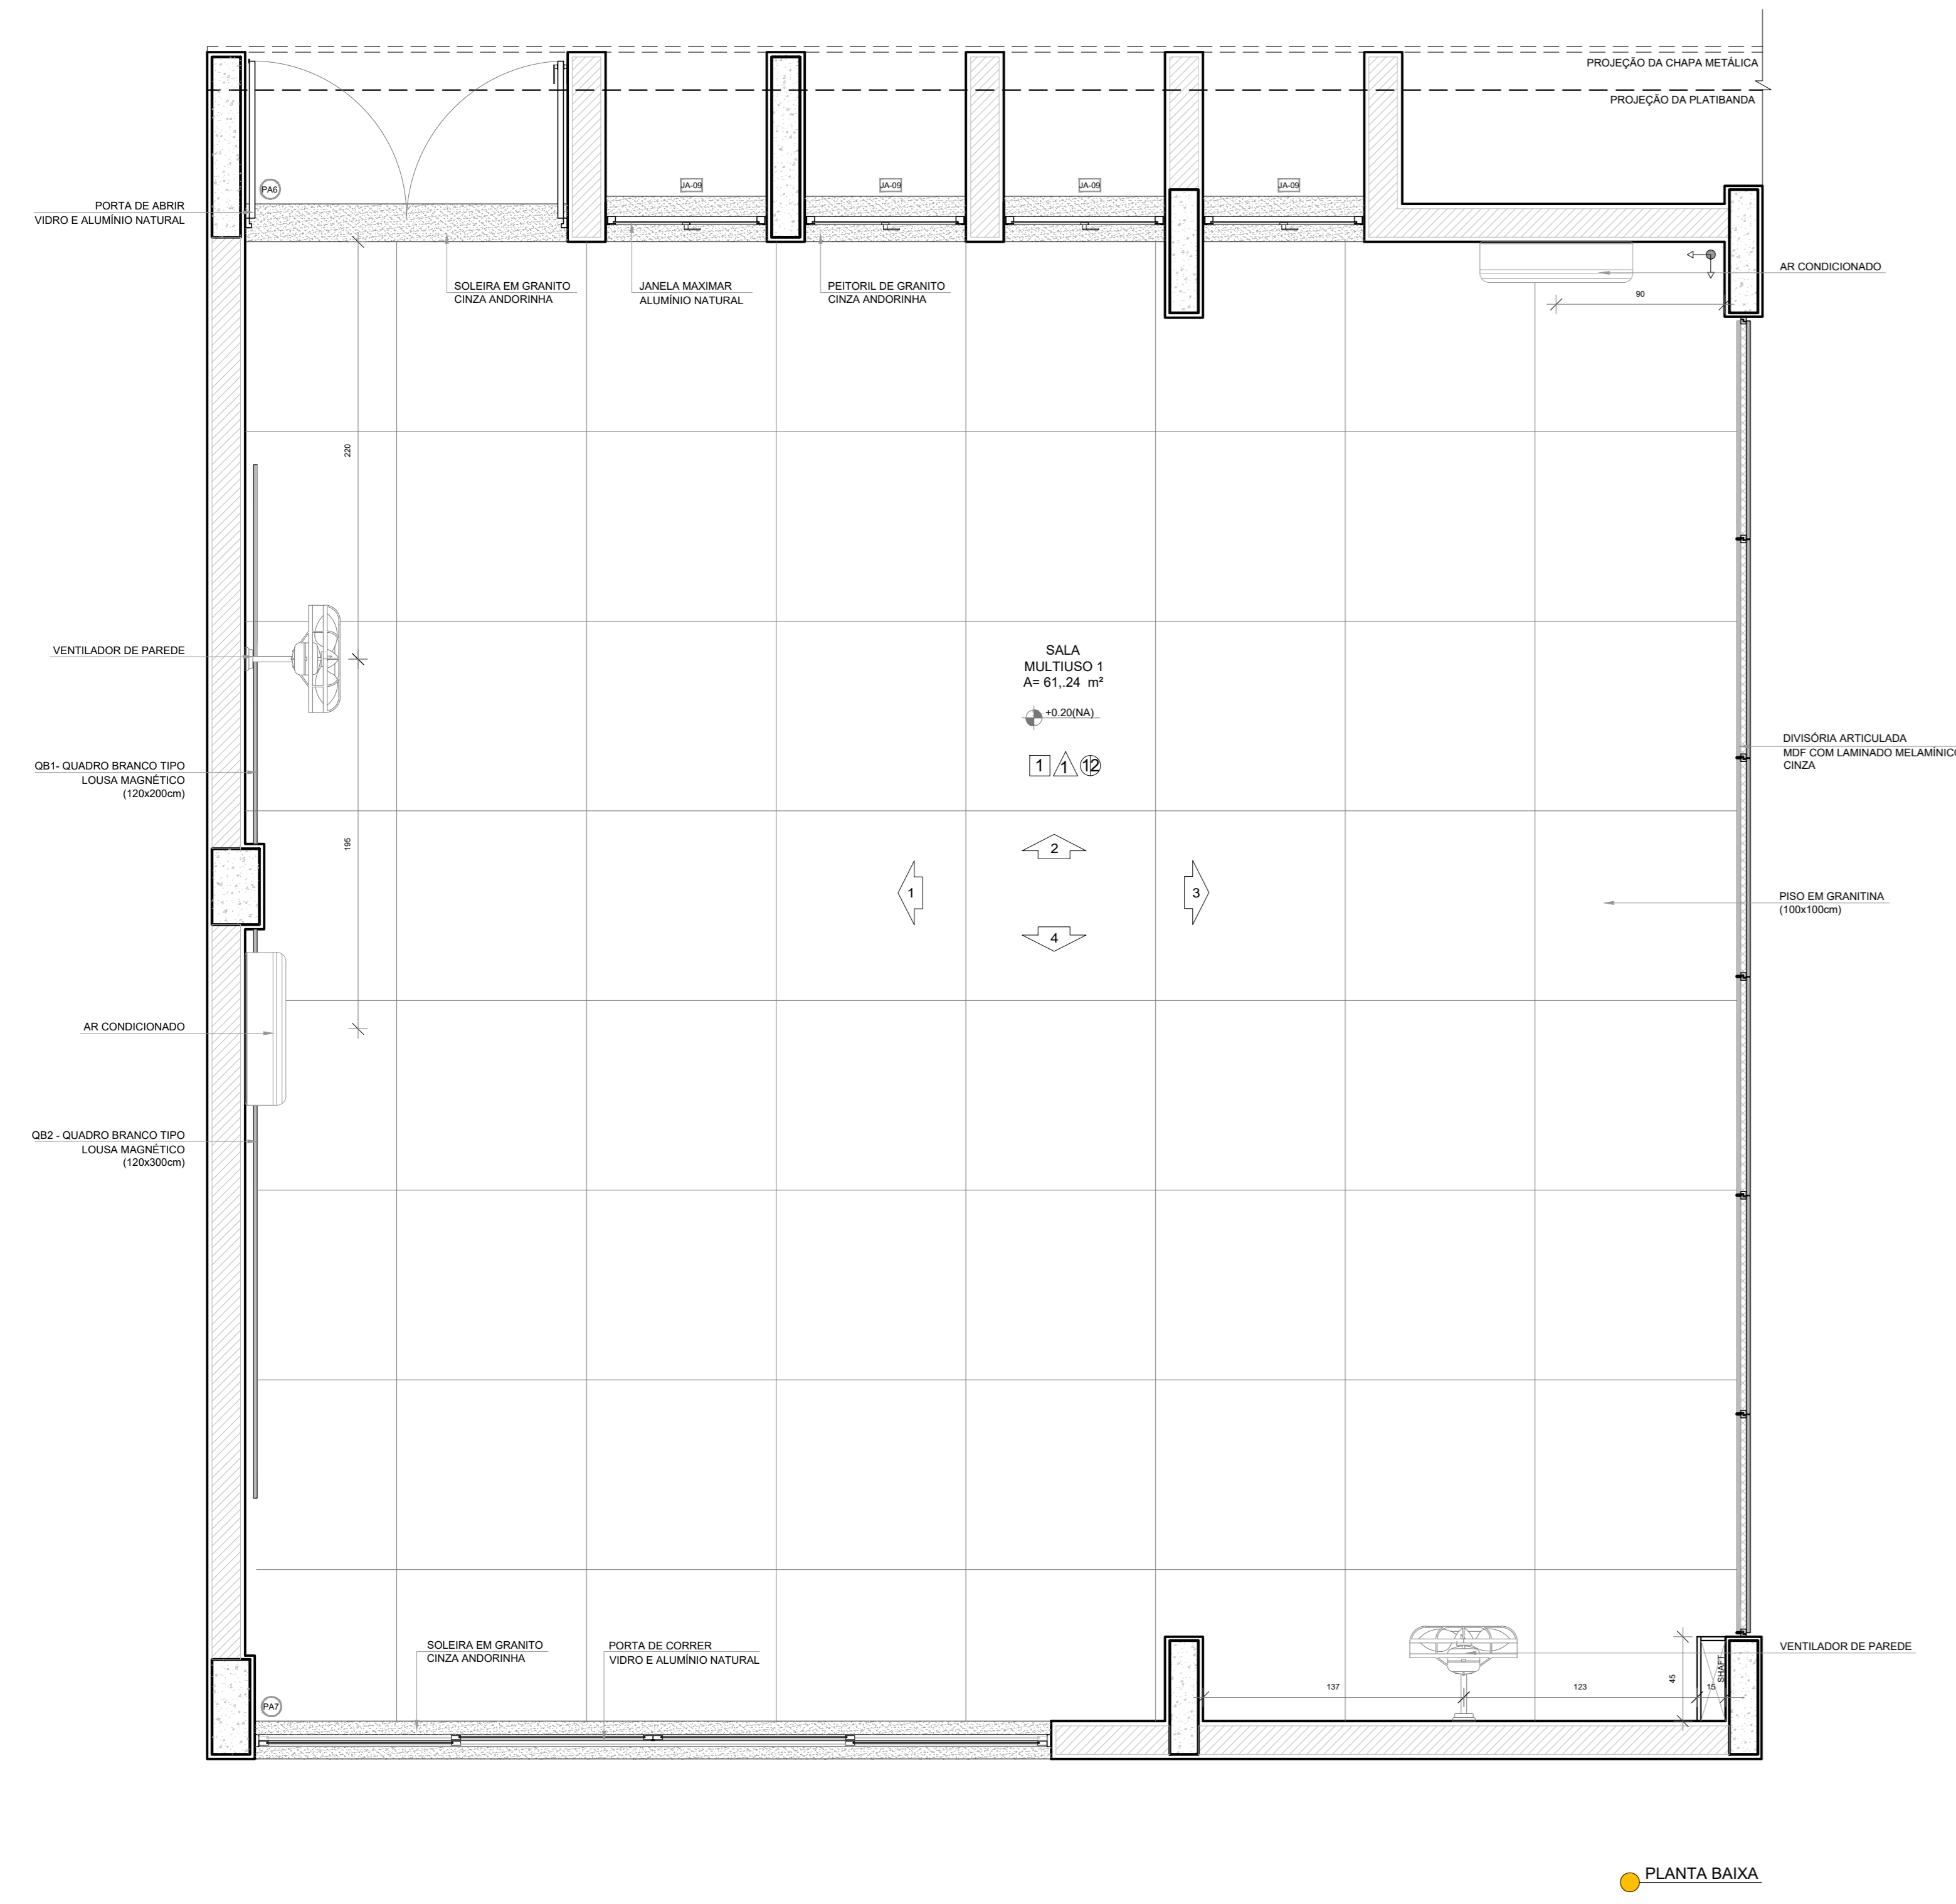 PROJEÇÃO DA CHAPA METÁLICA
PROJEÇÃO DA PLATIBANDA
PA6
JA-09
JA-09
JA-09
JA-09
PORTA DE ABRIR
VIDRO E ALUMÍNIO NATURAL
SOLEIRA EM GRANITO
CINZA ANDORINHA
JANELA MAXIMAR
ALUMÍNIO NATURAL
PEITORIL DE GRANITO
CINZA ANDORINHA
AR CONDICIONADO
90
220
VENTILADOR DE PAREDE
SALA
MULTIUSO 1
A= 61,.24 m²
+0.20(NA)
1 1 12
QB1- QUADRO BRANCO TIPO
LOUSA MAGNÉTICO
(120x200cm)
DIVISÓRIA ARTICULADA
MDF COM LAMINADO MELAMÍNICO
CINZA
195
2
1
3
4
PISO EM GRANITINA
(100x100cm)
AR CONDICIONADO
QB2 - QUADRO BRANCO TIPO
LOUSA MAGNÉTICO
(120x300cm)
SOLEIRA EM GRANITO
CINZA ANDORINHA
PORTA DE CORRER
VIDRO E ALUMÍNIO NATURAL
VENTILADOR DE PAREDE
PA7
137
123
45
15
SHAFT
PLANTA BAIXA